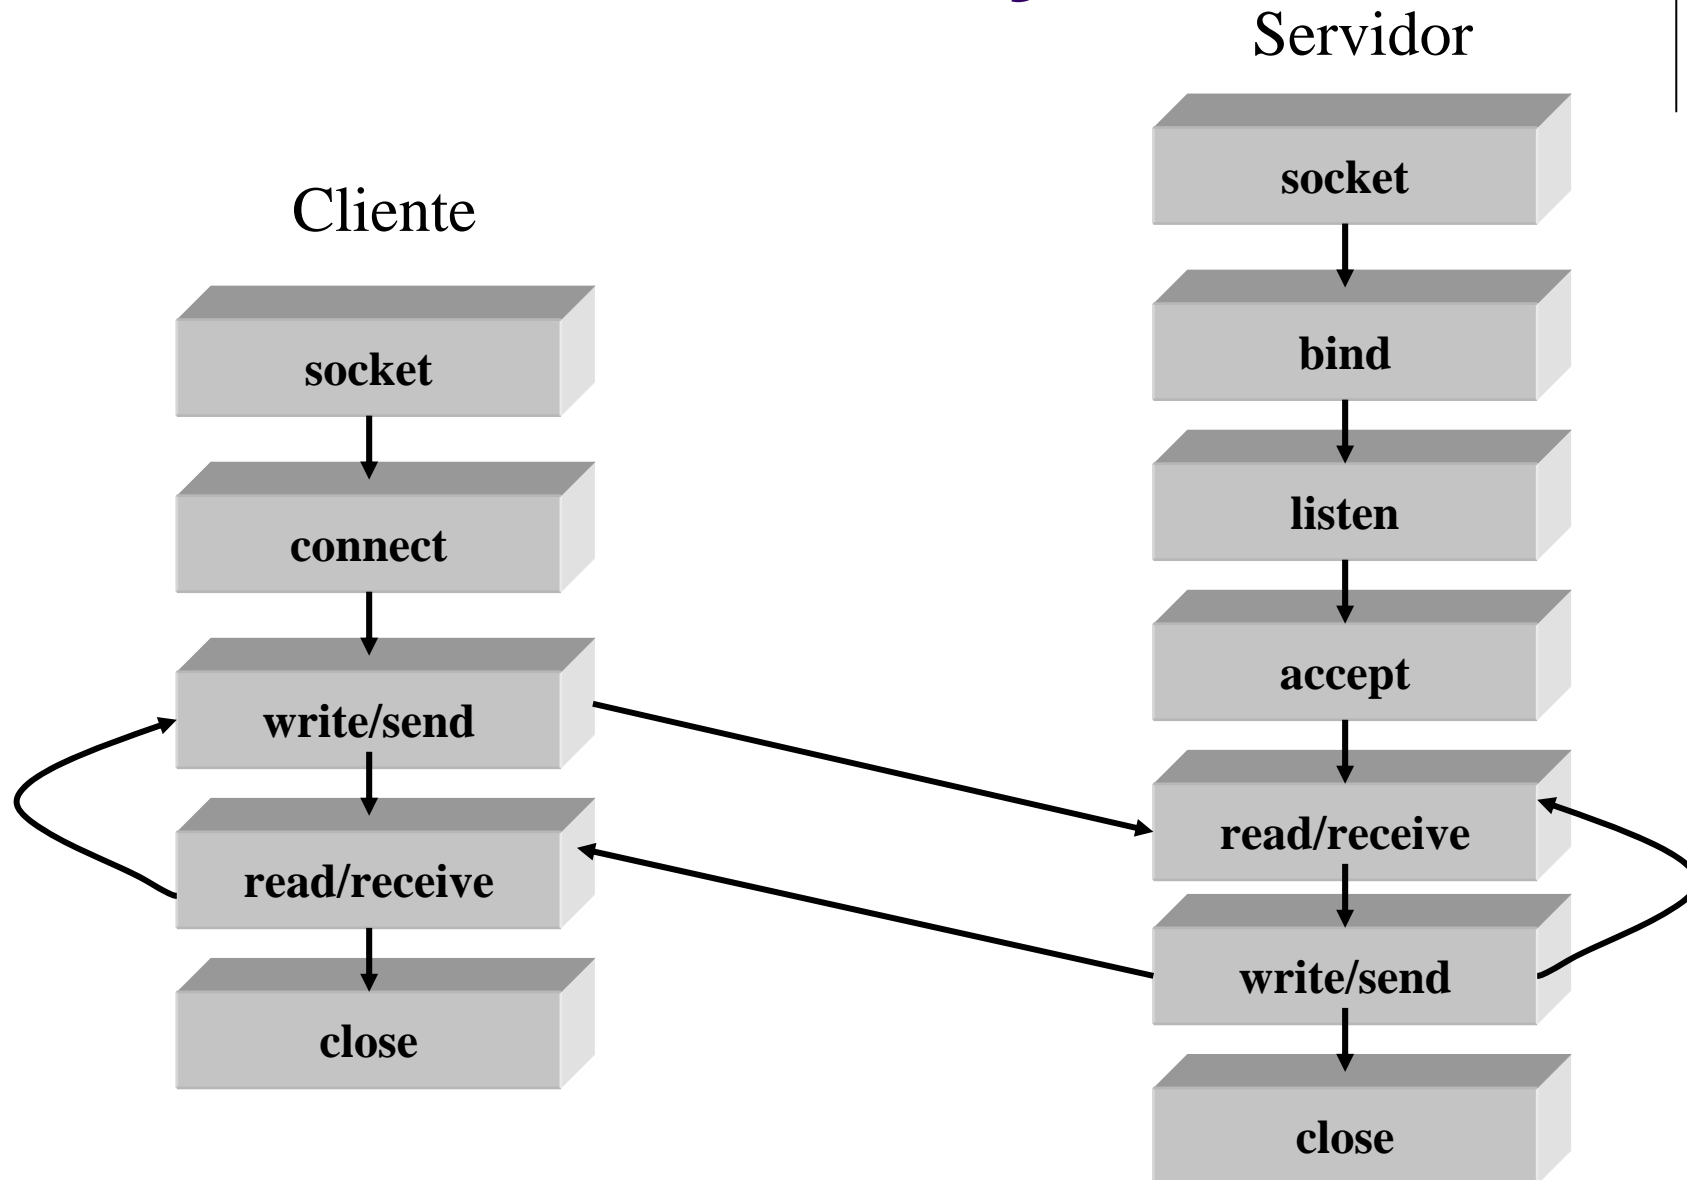 Servidor
Cliente
socket
connect
write/send
read/receive
close
socket
bind
listen
accept
read/receive
write/send
close